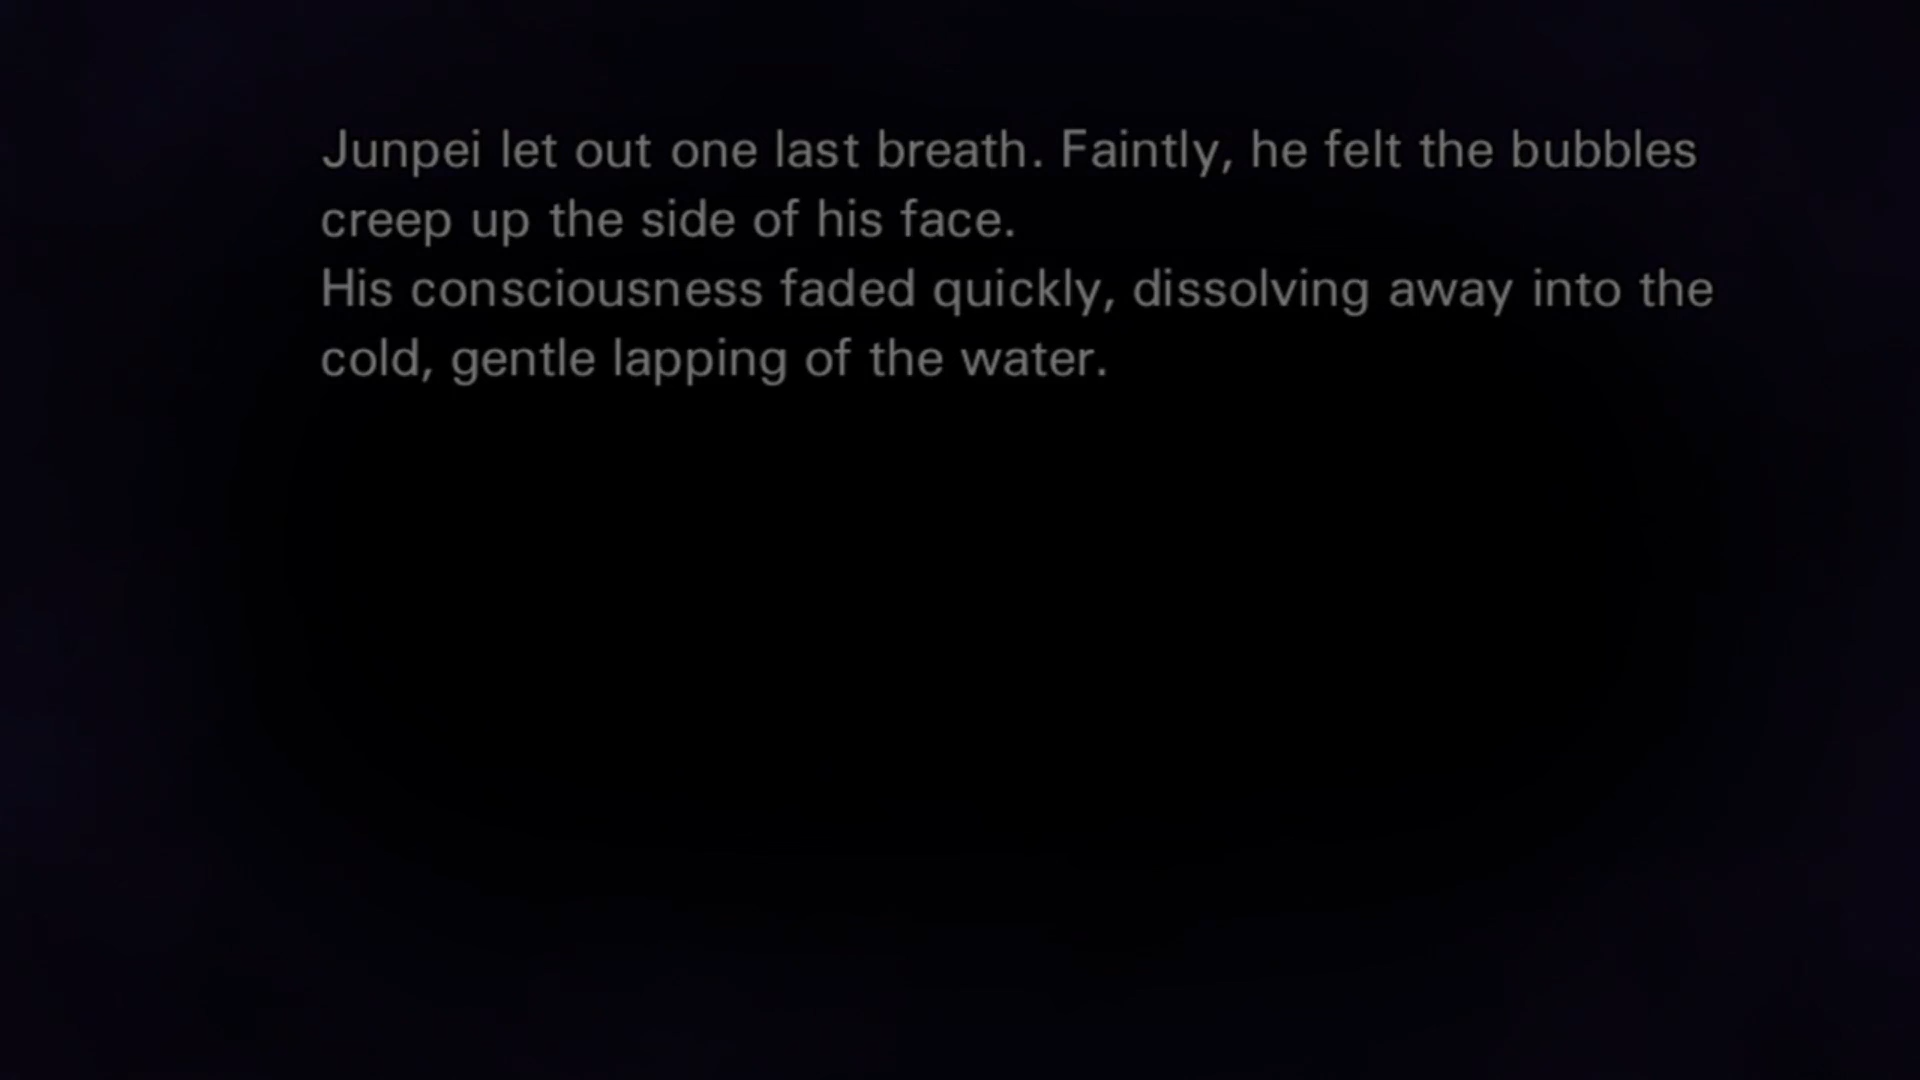 Junpei let out one last breath. Faintly, he felt the bubbles
creep up the side of his face.
His consciousness faded quickly, dissolving away into the
cold, gentle lapping of the water.